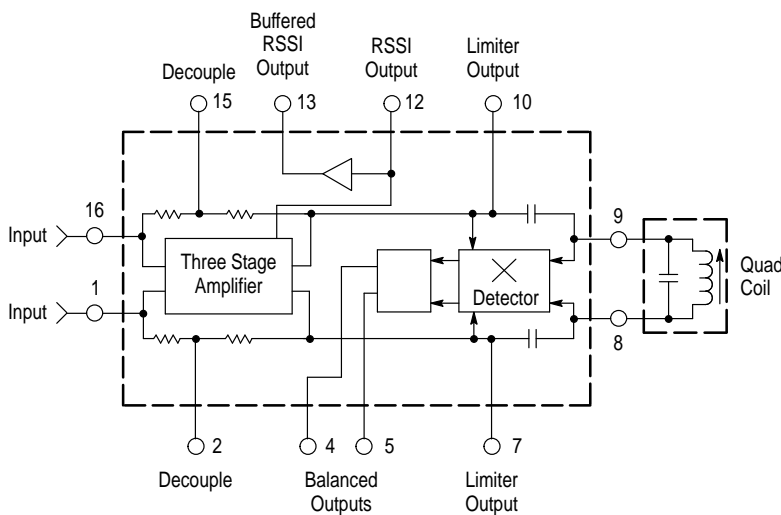 Buffered
RSSI
Output
RSSI
Output
Limiter
Output
Decouple
15
13
12
10
16
Input
9
Three Stage
Amplifier
Detector
Quad
Coil
1
Input
8
2
4
5
7
Decouple
Balanced
Outputs
Limiter
Output